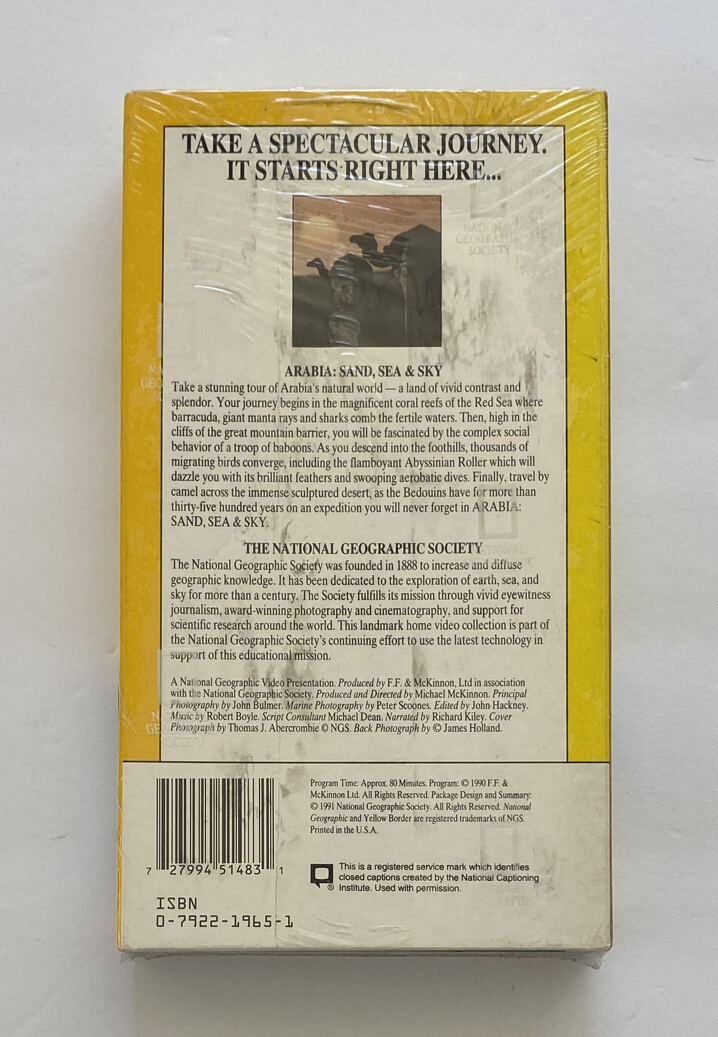 TAKE A SPECTACULAR JOURNEY.
IT STARTS RIGHT HERE...
NATIONAL
GEOGRAPHIC
SOCIETY
ARABIA: SAND, SEA & SKY
Take a stunning tour of Arabia's natural world — a land of vivid contrast and
splendor. Your journey begins in the magnificent coral reefs of the Red Sea where
barracuda, giant manta rays and sharks comb the fertile waters. Then, high in the
cliffs of the great mountain barrier, you will be fascinated by the complex social
behavior of a troop of baboons. As you descend into the foothills, thousands of
migrating birds converge, including the flamboyant Abyssinian Roller which will
dazzle you with its brilliant feathers and swooping aerobatic dives. Finally, travel by
camel across the immense sculptured desert, as the Bedouins have for more than
thirty-five hundred years on an expedition you will never forget in ARABIA:
SAND, SEA & SKY.
THE NATIONAL GEOGRAPHIC SOCIETY
The National Geographic Society was founded in 1888 to increase and diffuse
geographic knowledge. It has been dedicated to the exploration of earth, sea, and
sky for more than a century. The Society fulfills its mission through vivid eyewitness
journalism, award-winning photography and cinematography, and support for
scientific research around the world. This landmark home video collection is part of
the National Geographic Society's continuing effort to use the latest technology in
support of this educational mission.
A National Geographic Video Presentation. Produced by F.F. & McKinnon, Ltd in association
with the National Geographic Society. Produced and Directed by Michael McKinnon. Principal
Photography by John Bulmer. Marine Photography by Peter Scoones. Edited by John Hackney.
Music by Robert Boyle. Script Consultant Michael Dean. Narrated by Richard Kiley. Cover
Photograph by Thomas J. Abercrombie © NGS. Back Photograph by © James Holland.
Program Time: Approx. 80 Minutes. Program: © 1990 F.F. &
McKinnon Ltd. All Rights Reserved. Package Design and Summary:
© 1991 National Geographic Society. All Rights Reserved. National
Geographic and Yellow Border are registered trademarks of NGS.
Printed in the U.S.A.
This is a registered service mark which identifies
closed captions created by the National Captioning
® Institute. Used with permission.
7 27994 51483 1
ISBN
0-7922-1965-1